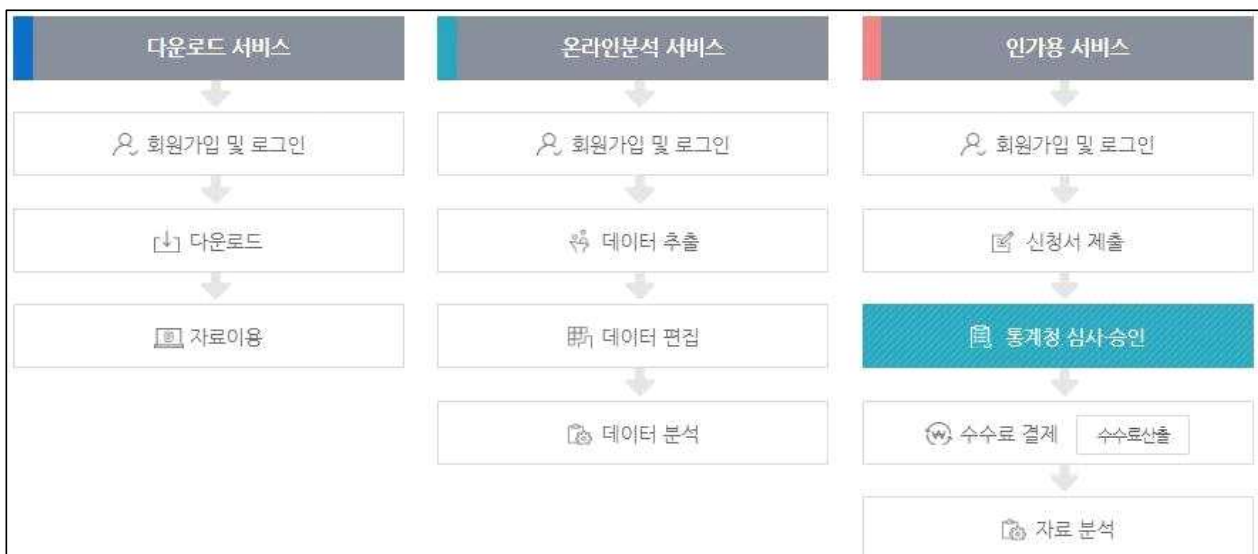 다운로드 서비스
회원가입 및 로그인
다운로드
자료이용
온라인분석 서비스
회원가입 및 로그인
데이터 추출
데이터 편집
데이터 분석
인가용 서비스
회원가입 및 로그인
신청서 제출
통계청 심사·승인
수수료 결제 수수료산출
자료 분석